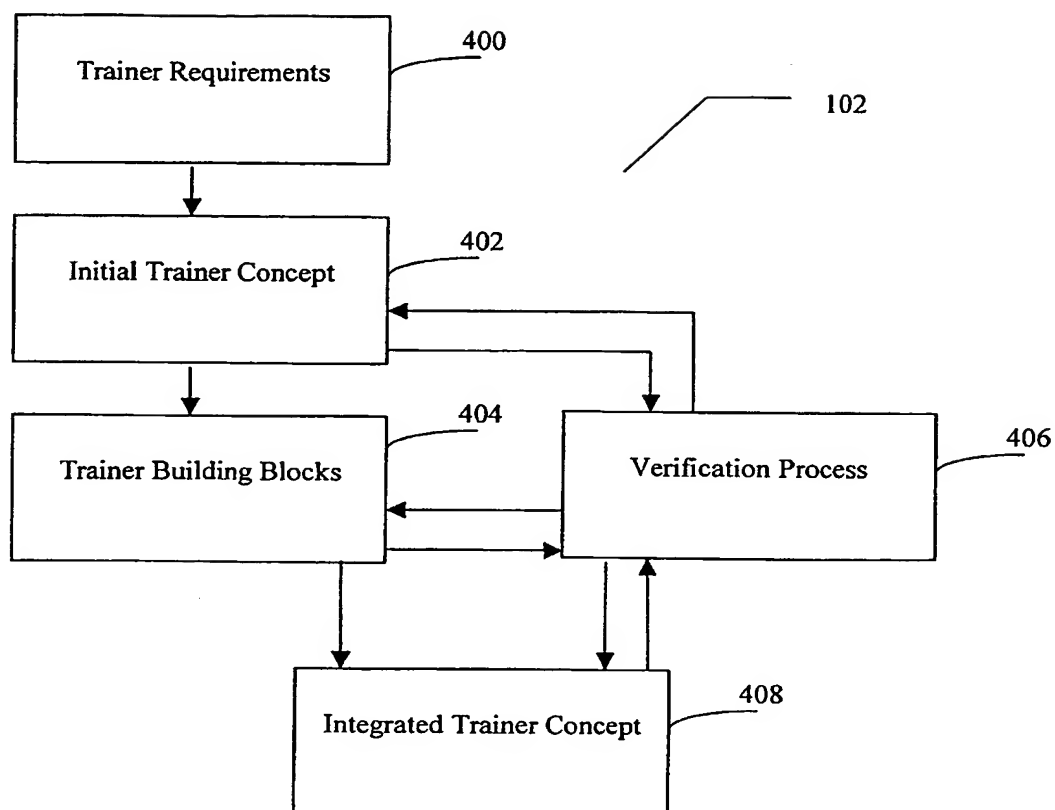 400
Trainer Requirements
102
402
Initial Trainer Concept
404
Trainer Building Blocks
406
Verification Process
408
Integrated Trainer Concept